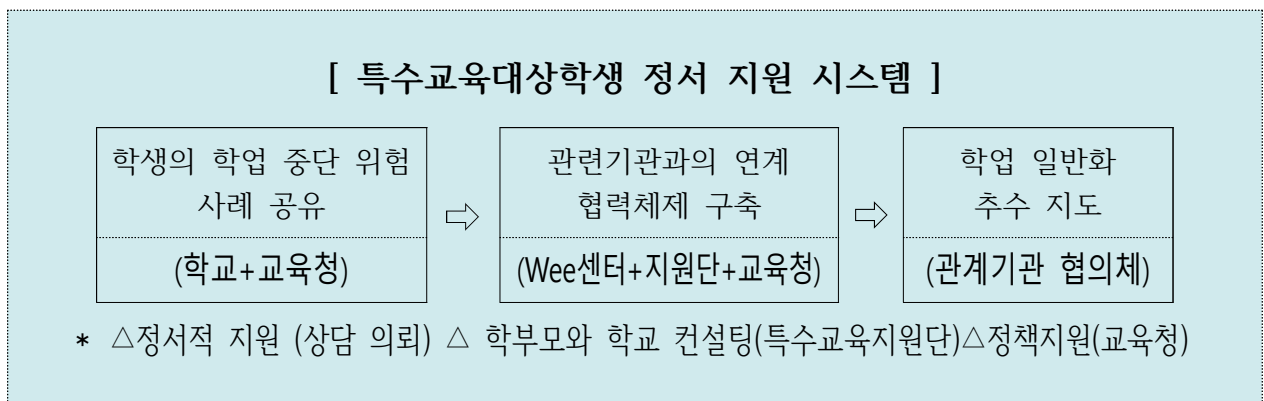 [ 특수교육대상학생 정서 지원 시스템 ]
학생의 학업 중단 위험
사례 공유
(학교+교육청)
⇨
관련기관과의 연계
협력체제 구축
(Wee센터+지원단+교육청)
⇨
학업 일반화
추수 지도
(관계기관 협의체)
* △정서적 지원 (상담 의뢰) △ 학부모와 학교 컨설팅(특수교육지원단)△정책지원(교육청)